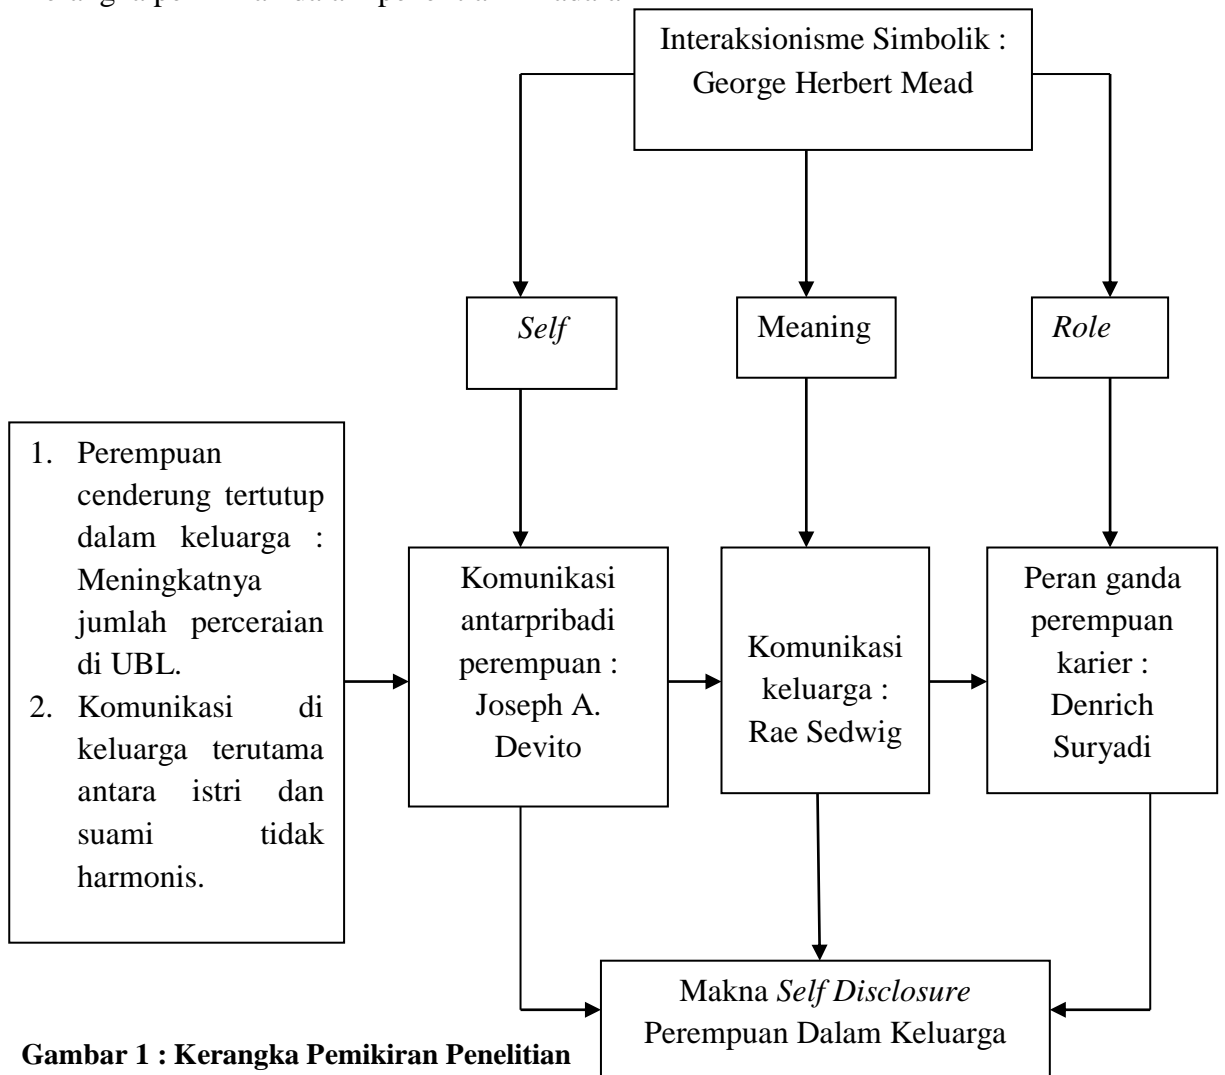 Interaksionisme Simbolik :
George Herbert Mead
Self
Meaning
Role
1. Perempuan
cenderung tertutup
dalam keluarga :
Meningkatnya
jumlah perceraian
di UBL.
2. Komunikasi di
keluarga terutama
antara istri dan
suami tidak
harmonis.
Komunikasi
antarpribadi
perempuan :
Joseph A.
Devito
Komunikasi
keluarga :
Rae Sedwig
Peran ganda
perempuan
karier :
Denrich
Suryadi
Makna Self Disclosure
Perempuan Dalam Keluarga
Gambar 1 : Kerangka Pemikiran Penelitian